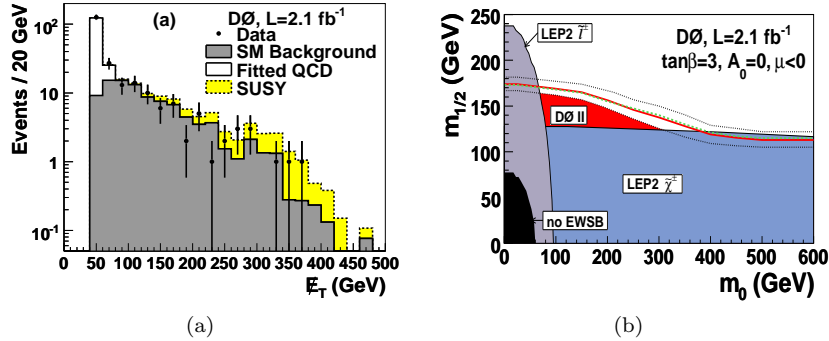 (a)
DØ, L=2.1 fb⁻¹
Data
SM Background
Fitted QCD
SUSY
Events / 20 GeV
10²
10
1
10⁻¹
0 50 100 150 200 250 300 350 400 450 500
E̸_T (GeV)
(a)
LEP2 l̃±
DØ, L=2.1 fb⁻¹
tanβ=3, A₀=0, μ<0
DØ II
LEP2 χ̃±
no EWSB
m₁/₂ (GeV)
250
200
150
100
50
0
0 100 200 300 400 500 600
m₀ (GeV)
(b)